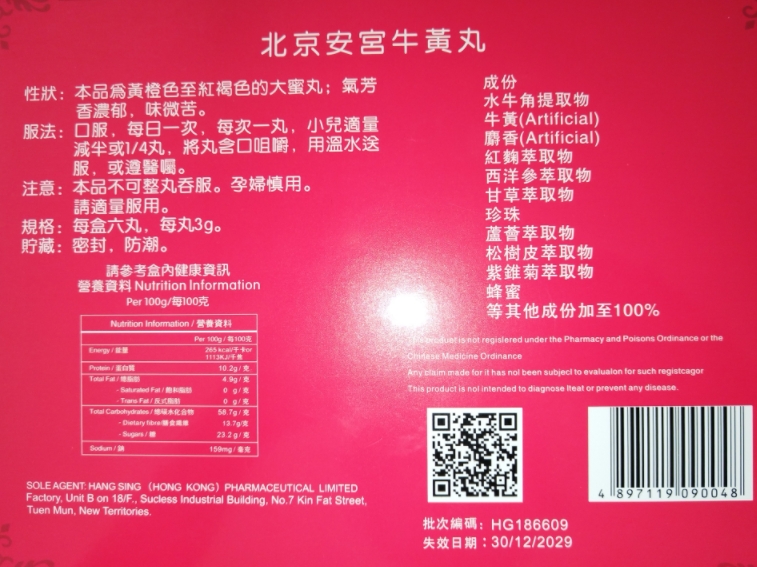 北京安宮牛黃丸
性狀：本品為黃橙色至紅褐色的大蜜丸；氣芳
香濃郁，味微苦。
服法：口服，每日一次，每次一丸，小兒適量
減半或1/4丸，將丸含口咀嚼，用溫水送
服，或遵醫囑。
注意：本品不可整丸吞服。孕婦慎用。
請適量服用。
規格：每盒六丸，每丸3g。
貯藏：密封，防潮。
請參考盒內健康資訊
營養資料 Nutrition Information
Per 100g/每100克
Nutrition Information / 營養資料
Per 100g / 每100克
Energy / 能量 265 kcal/千卡or
1113KJ/千焦
Protein / 蛋白質 10.2g / 克
Total Fat / 總脂肪 4.9g / 克
- Saturated Fat / 飽和脂肪 0 g / 克
- Trans Fat / 反式脂肪 0 g / 克
Total Carbohydrates / 總碳水化合物 56.7g / 克
- Dietary fibre/膳食纖維 13.7g/克
- Sugars / 糖 23.2g / 克
Sodium / 鈉 159mg / 毫克
SOLE AGENT: HANG SING （HONG KONG）PHARMACEUTICAL LIMITED
Factory, Unit B on 18/F., Sucless Industrial Building, No.7 Kin Fat Street,
Tuen Mun, New Territories.
成份
水牛角提取物
牛黃(Artificial)
麝香(Artificial)
紅麴萃取物
西洋參萃取物
甘草萃取物
珍珠
蘆薈萃取物
松樹皮萃取物
紫錐菊萃取物
蜂蜜
等其他成份加至100%
product is not registered under the Pharmacy and Poisons Ordinance or the
Chinese Medicine Ordinance
Any claim made for it has not been subject to evaluaion for such registcagor
This product is not intended to diagnose Iteat or prevent any disease.
4 897119 090048
批次編碼：HG186609
失效日期：30/12/2029